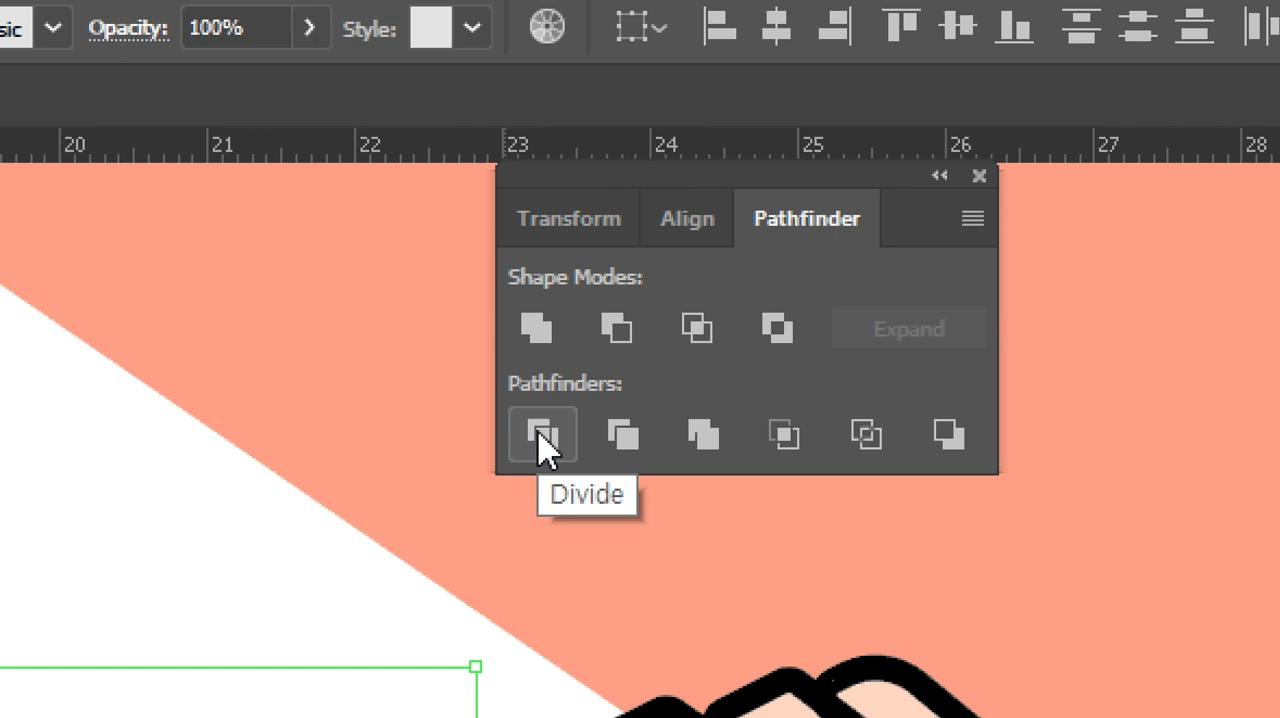 sic Opacity: 100% Style:
20 21 22 23 24 25 26 27 28
Transform Align Pathfinder
Shape Modes:
Expand
Pathfinders:
Divide